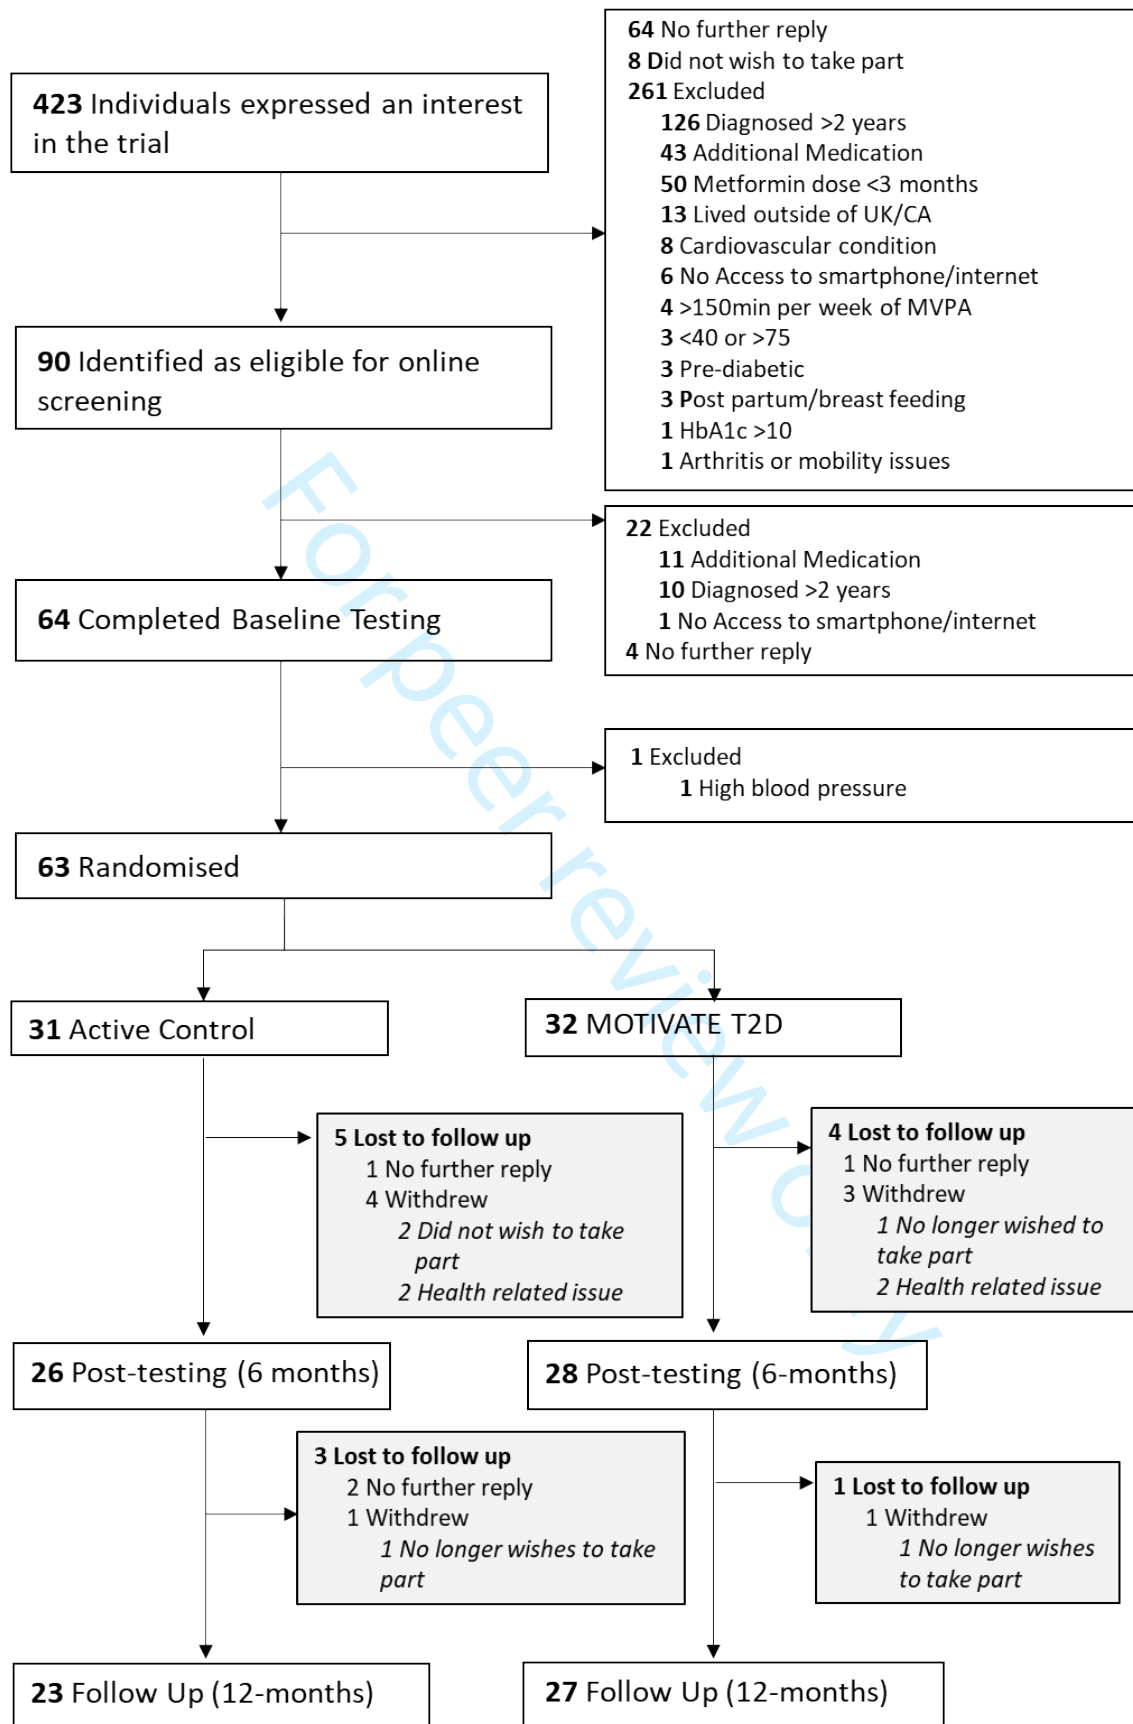 423 Individuals expressed an interest
in the trial
64 No further reply
8 Did not wish to take part
261 Excluded
126 Diagnosed >2 years
43 Additional Medication
50 Metformin dose <3 months
13 Lived outside of UK/CA
8 Cardiovascular condition
6 No Access to smartphone/internet
4 >150min per week of MVPA
3 <40 or >75
3 Pre-diabetic
3 Post partum/breast feeding
1 HbA1c >10
1 Arthritis or mobility issues
90 Identified as eligible for online
screening
22 Excluded
11 Additional Medication
10 Diagnosed >2 years
1 No Access to smartphone/internet
4 No further reply
64 Completed Baseline Testing
1 Excluded
1 High blood pressure
63 Randomised
31 Active Control
32 MOTIVATE T2D
5 Lost to follow up
1 No further reply
4 Withdrew
2 Did not wish to take
part
2 Health related issue
4 Lost to follow up
1 No further reply
3 Withdrew
1 No longer wished to
take part
2 Health related issue
26 Post-testing (6 months)
28 Post-testing (6-months)
3 Lost to follow up
2 No further reply
1 Withdrew
1 No longer wishes to take
part
1 Lost to follow up
1 Withdrew
1 No longer wishes
to take part
23 Follow Up (12-months)
27 Follow Up (12-months)
For peer review only